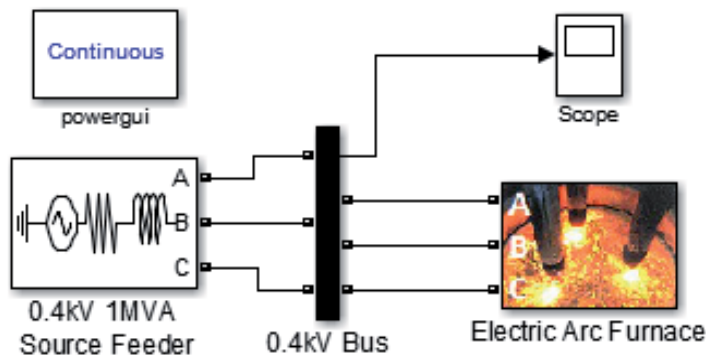 Continuous
powergui
Scope
A
B
C
A
B
C
0.4kV 1MVA
Source Feeder
0.4kV Bus
Electric Arc Furnace